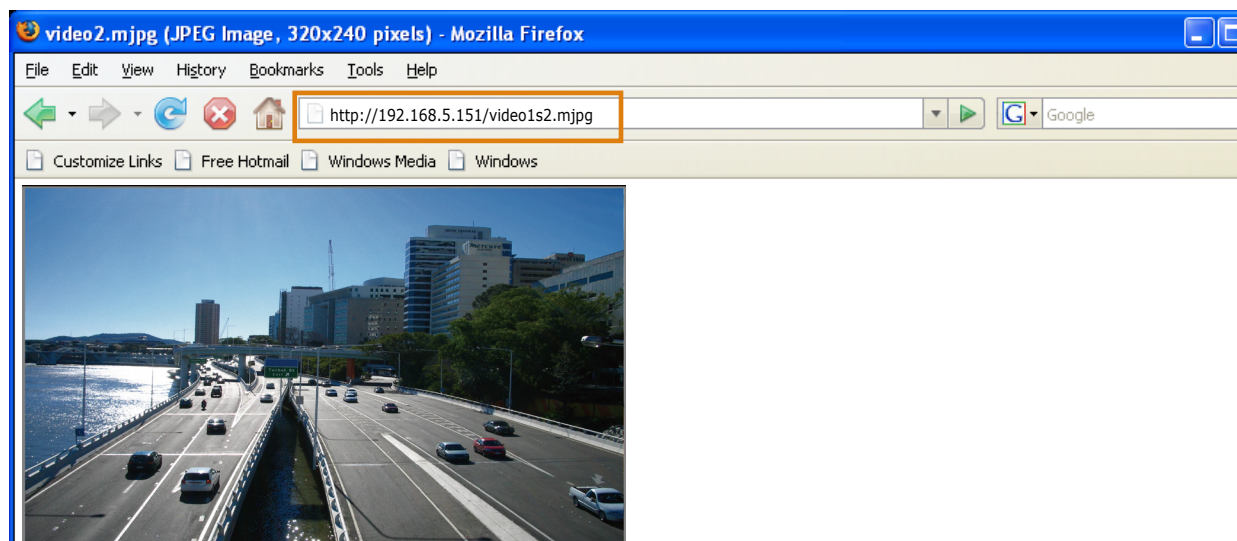 video2.mjpg (JPEG Image, 320x240 pixels) - Mozilla Firefox
File Edit View History Bookmarks Tools Help
http://192.168.5.151/video1s2.mjpg G Google
Customize Links Free Hotmail Windows Media Windows
Mercure